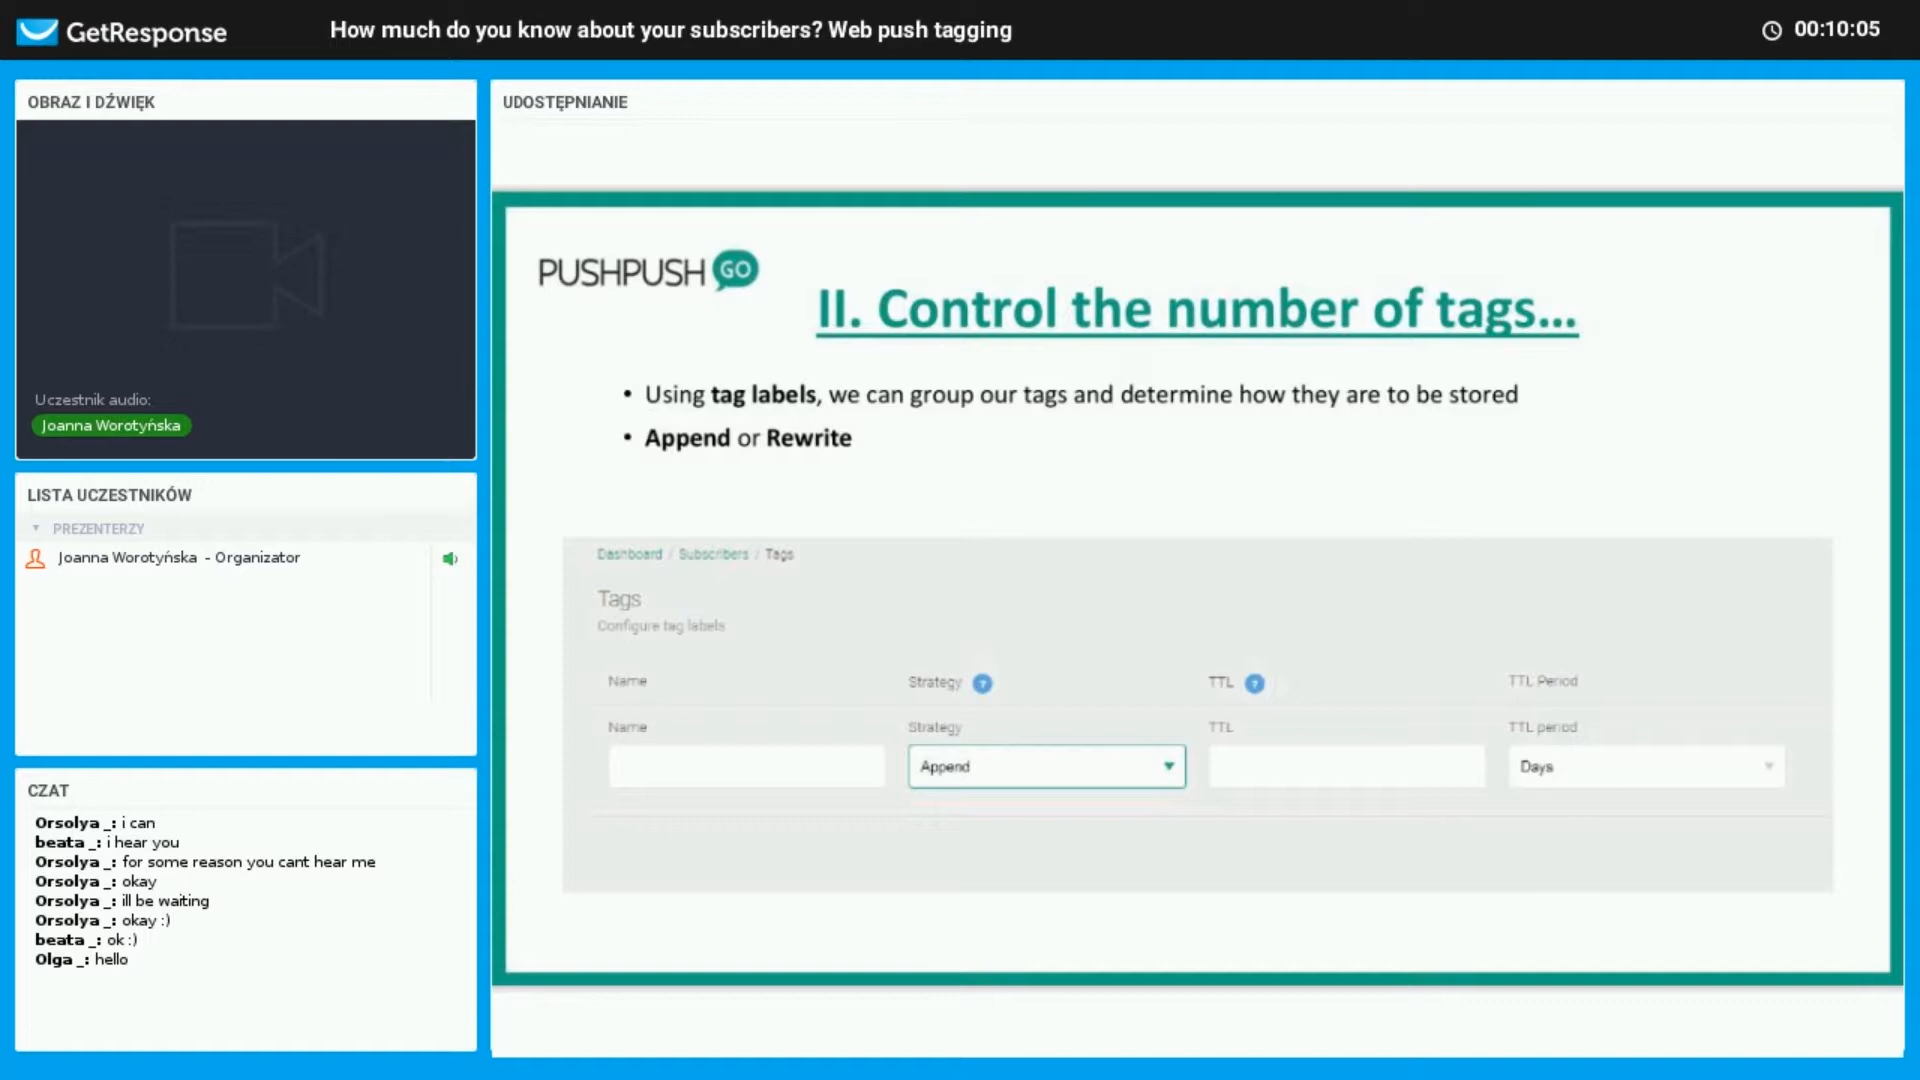 GetResponse
How much do you know about your subscribers? Web push tagging
00:10:05
OBRAZ I DŹWIĘK
Uczestnik audio:
Joanna Worotyńska
LISTA UCZESTNIKÓW
PREZENTERZY
Joanna Worotyńska - Organizator
CZAT
Orsolya _: i can
beata _: i hear you
Orsolya _: for some reason you cant hear me
Orsolya _: okay
Orsolya _: ill be waiting
Orsolya _: okay :)
beata _: ok :)
Olga _: hello
UDOSTĘPNIANIE
PUSHPUSH GO
II. Control the number of tags...
• Using tag labels, we can group our tags and determine how they are to be stored
• Append or Rewrite
Dashboard / Subscribers / Tags
Tags
Configure tag labels
Name Strategy ? TTL ? TTL Period
Name Strategy TTL TTL period
Append Days